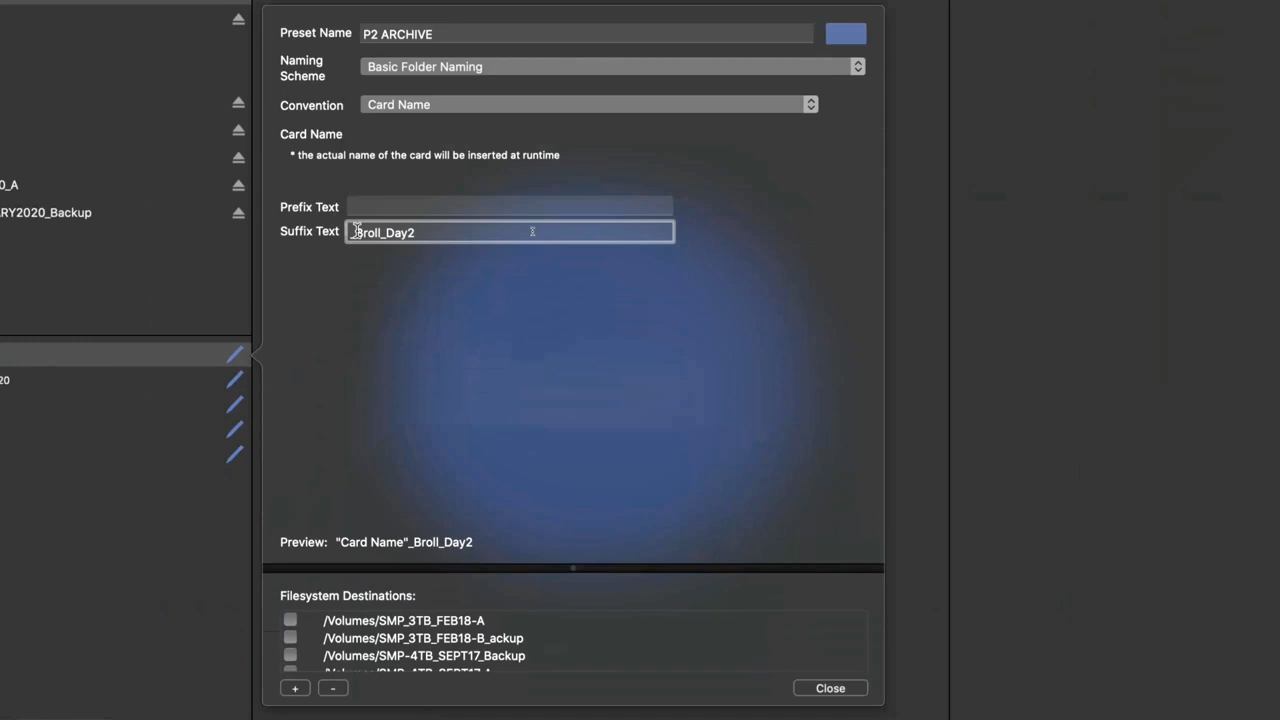 Preset Name P2 ARCHIVE
Naming Scheme Basic Folder Naming
Convention Card Name
Card Name
* the actual name of the card will be inserted at runtime
0_A
RY2020_Backup
Prefix Text
Suffix Text _Broll_Day2
20
Preview: "Card Name"_Broll_Day2
Filesystem Destinations:
/Volumes/SMP_3TB_FEB18-A
/Volumes/SMP_3TB_FEB18-B_ackup
/Volumes/SMP-4TB_SEPT17_Backup
+ - Close